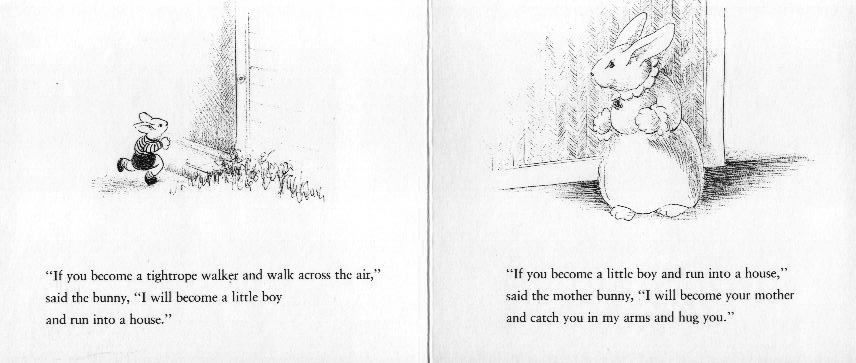 “If you become a tightrope walker and walk across the air,”
said the bunny, “I will become a little boy
and run into a house.”
“If you become a little boy and run into a house,”
said the mother bunny, “I will become your mother
and catch you in my arms and hug you.”